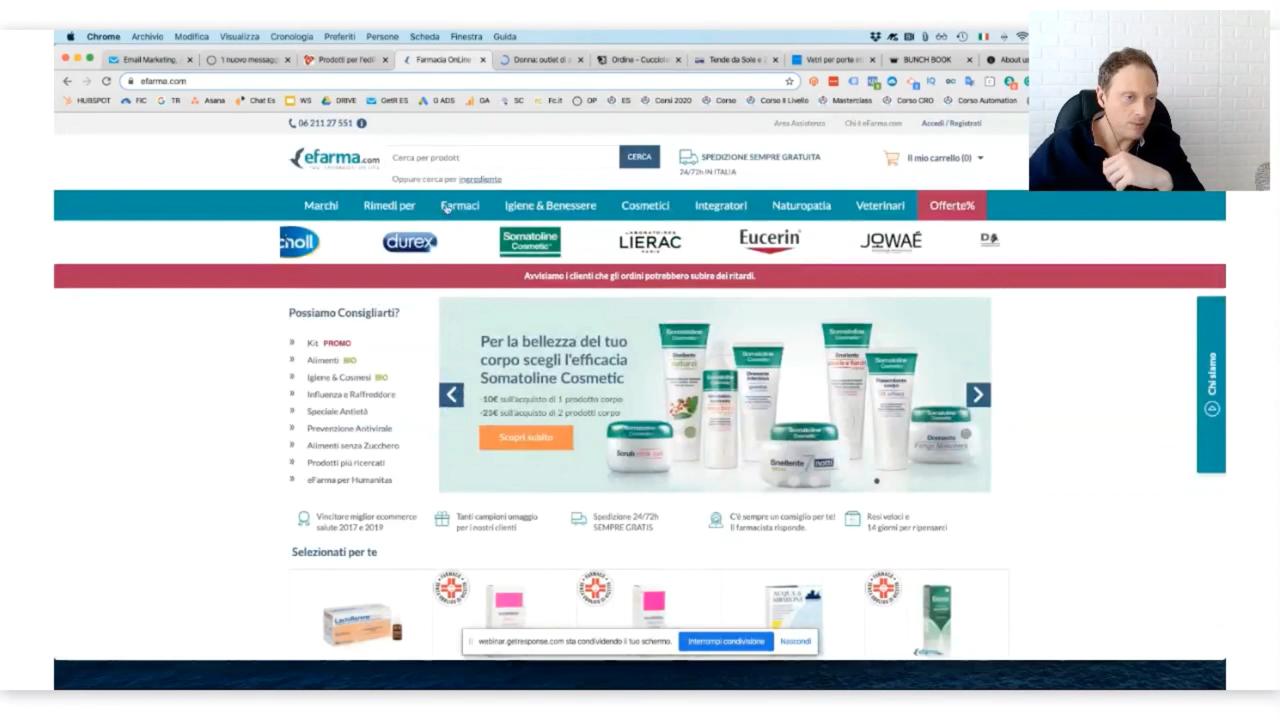 Chrome Archivio Modifica Visualizza Cronologia Preferiti Persone Scheda Finestra Guida
Email Marketing, 1 nuovo messag Prodotti per l'edi Farmacia OnLine Donna: outlet di Ordine - Cucciol Tende da Sole e Vetri per porte BUNCH BOOK About us
efarma.com
HUBSPOT FIC TR Asana Chat Es WS DRIVE GetR ES G ADS GA SC Fc.it OP ES Corsi 2020 Corso Corso II Livello Masterclass Corso CRO Corso Automation
06 211 27 551
Area Assistenza Chi è eFarma.com Accedi / Registrati
efarma.com
Cerca per prodotti
CERCA
SPEDIZIONE SEMPRE GRATUITA
24/72h IN ITALIA
Il mio carrello (0)
Oppure cerca per ingrediente
Marchi Rimedi per Farmaci Igiene & Benessere Cosmetici Integratori Naturopatia Veterinari Offerte%
choll durex Somatoline Cosmetic LIERAC PARIS Eucerin JOWAÉ
Avvisiamo i clienti che gli ordini potrebbero subire dei ritardi.
Possiamo Consigliarti?
Kit PROMO
Alimenti BIO
Igiene & Cosmesi BIO
Influenza e Raffreddore
Speciale Antietà
Prevenzione Antivirale
Alimenti senza Zucchero
Prodotti più ricercati
eFarma per Humanitas
Per la bellezza del tuo
corpo scegli l'efficacia
Somatoline Cosmetic
-10€ sull'acquisto di 1 prodotto corpo
-25€ sull'acquisto di 2 prodotti corpo
Scopri subito
Chi siamo
Vincitore miglior ecommerce
salute 2017 e 2019
Tanti campioni omaggio
per i nostri clienti
Spedizione 24/72h
SEMPRE GRATIS
C'è sempre un consiglio per te!
Il farmacista risponde.
Resi veloci e
14 giorni per ripensarci
Selezionati per te
webinar.getresponse.com sta condividendo il tuo schermo. Interrompi condivisione Nascondi